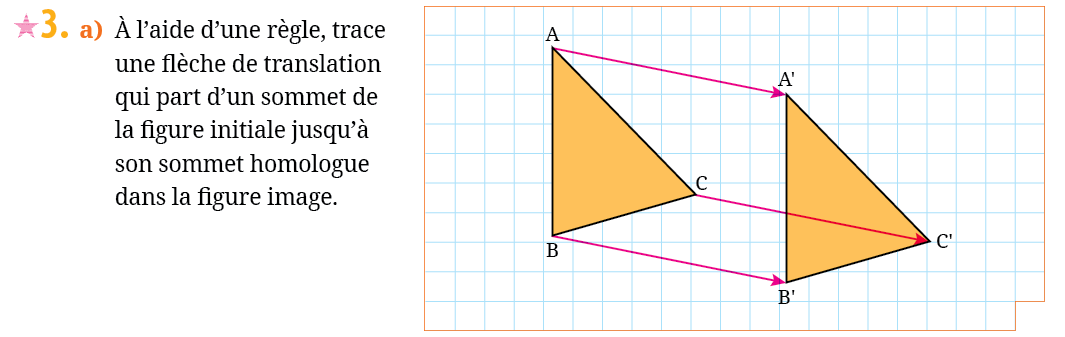 3. a) À l’aide d’une règle, trace
une flèche de translation
qui part d’un sommet de
la figure initiale jusqu’à
son sommet homologue
dans la figure image.
A
A'
C
C'
B
B'